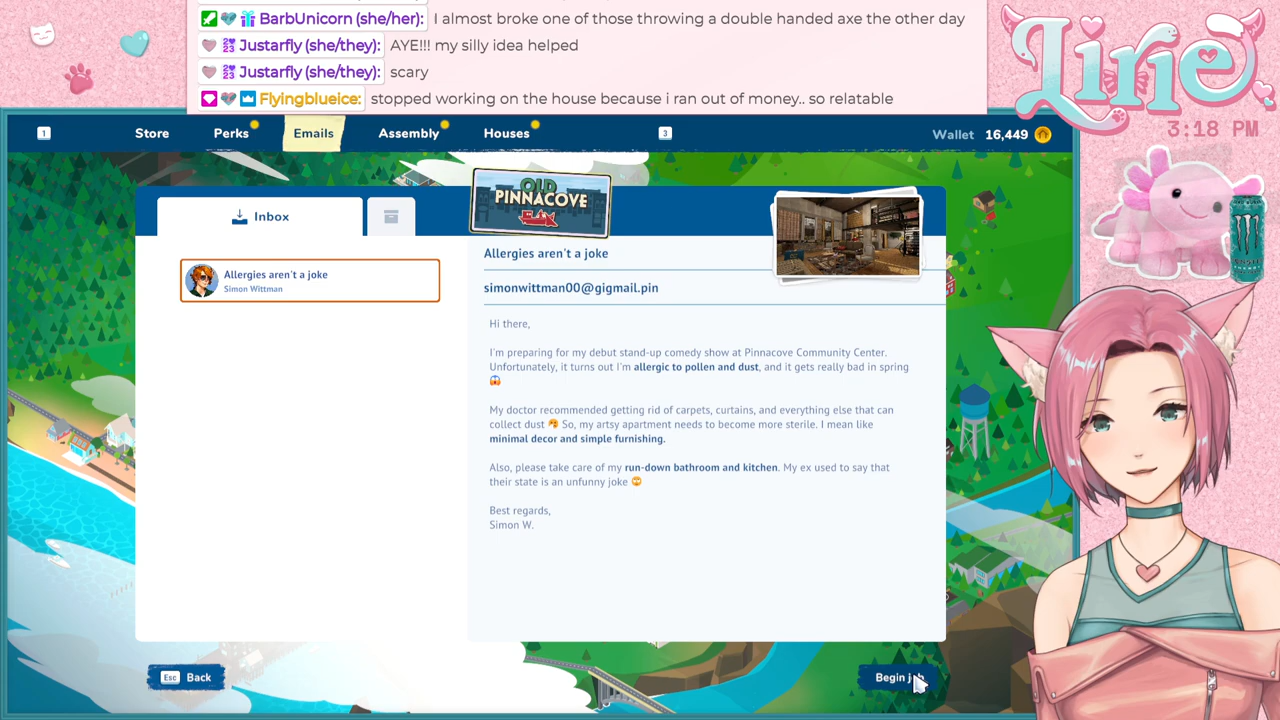 BarbUnicorn (she/her): I almost broke one of those throwing a double handed axe the other day
23 Justarfly (she/they): AYE!!! my silly idea helped
23 Justarfly (she/they): scary
Flyingblueice: stopped working on the house because i ran out of money.. so relatable
Lirie
3:18 PM
1 Store Perks Emails Assembly Houses 3 Wallet 16,449
OLD
PINNACOVE
Inbox
Allergies aren't a joke
Simon Wittman
Allergies aren't a joke
simonwittman00@gigmail.pin
Hi there,
I'm preparing for my debut stand-up comedy show at Pinnacove Community Center.
Unfortunately, it turns out I'm allergic to pollen and dust, and it gets really bad in spring
😱
My doctor recommended getting rid of carpets, curtains, and everything else that can
collect dust 🤧 So, my artsy apartment needs to become more sterile. I mean like
minimal decor and simple furnishing.
Also, please take care of my run-down bathroom and kitchen. My ex used to say that
their state is an unfunny joke 🙄
Best regards,
Simon W.
Esc Back
Begin